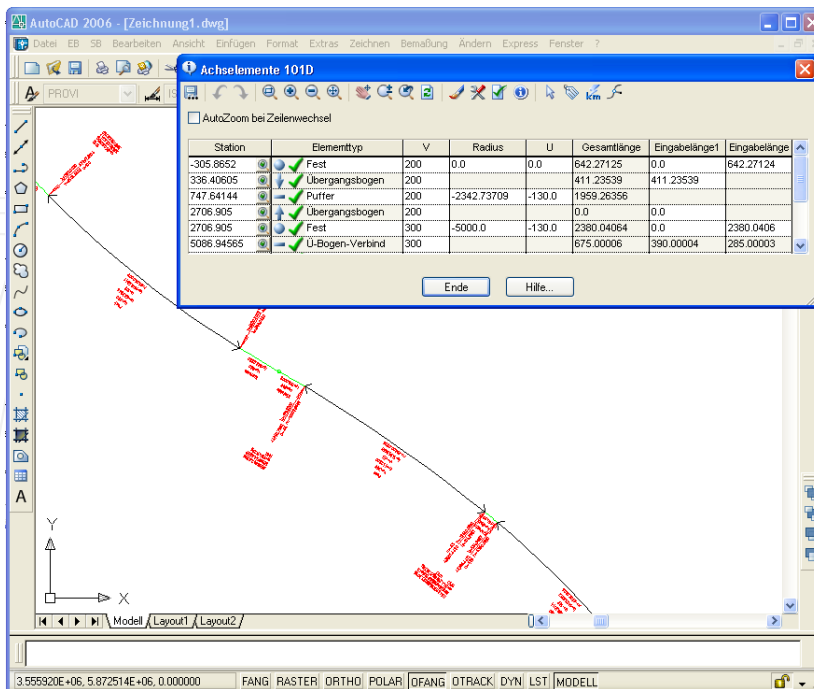 AutoCAD 2006 - [Zeichnung1.dwg]
Datei EB SB Bearbeiten Ansicht Einfügen Format Extras Zeichnen Bemaßung Ändern Express Fenster ?
PROVI IS
Achselemente 101D
km
AutoZoom bei Zeilenwechsel
Station Elementtyp V Radius U Gesamtlänge Eingabelänge1 Eingabelänge
-305.8652 Fest 200 0.0 0.0 642.27125 0.0 642.27124
336.40605 Übergangsbogen 200 411.23539 411.23539
747.64144 Puffer 200 -2342.73709 -130.0 1959.26356
2706.905 Übergangsbogen 200 0.0 0.0
2706.905 Fest 300 -5000.0 -130.0 2380.04064 0.0 2380.0406
5086.94565 Ü-Bogen-Verbind 300 675.00006 390.00004 285.00003
Ende Hilfe...
A
Y
X
Modell Layout1 Layout2
3.555920E+06, 5.872514E+06, 0.000000 FANG RASTER ORTHO POLAR OFANG OTRACK DYN LST MODELL